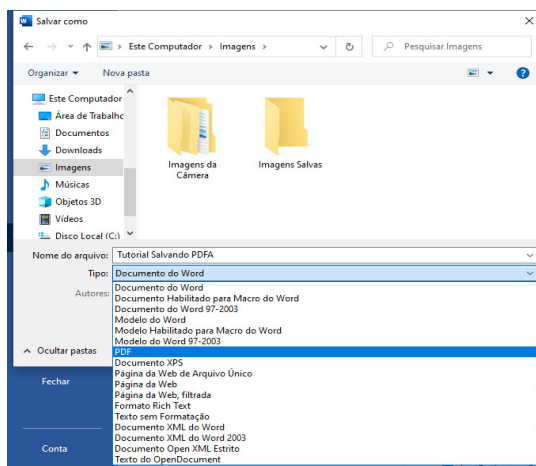 Salvar como
Este Computador > Imagens >
Pesquisar Imagens
Organizar
Nova pasta
Este Computador
Área de Trabalhc
Documentos
Downloads
Imagens
Músicas
Objetos 3D
Vídeos
Disco Local (C:)
Imagens da
Câmera
Imagens Salvas
Nome do arquivo: Tutorial Salvando PDFA
Tipo: Documento do Word
Autores:
Documento do Word
Documento Habilitado para Macro do Word
Documento do Word 97-2003
Modelo do Word
Modelo Habilitado para Macro do Word
Modelo do Word 97-2003
PDF
Documento XPS
Página da Web de Arquivo Único
Página da Web
Página da Web, filtrada
Formato Rich Text
Texto sem Formatação
Documento XML do Word
Documento XML do Word 2003
Documento Open XML Estrito
Texto do OpenDocument
Ocultar pastas
Fechar
Conta